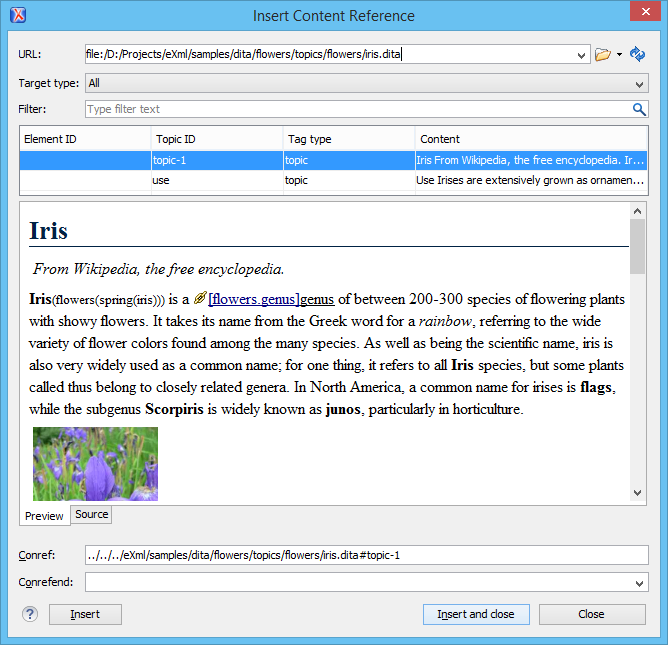 Insert Content Reference
URL: file:/D:/Projects/eXml/samples/dita/flowers/topics/flowers/iris.dita
Target type: All
Filter: Type filter text
Element ID Topic ID Tag type Content
topic-1 topic Iris From Wikipedia, the free encyclopedia. Ir...
use topic Use Irises are extensively grown as ornamen...
Iris
From Wikipedia, the free encyclopedia.
Iris(flowers(spring(iris))) is a [flowers.genus]genus of between 200-300 species of flowering plants
with showy flowers. It takes its name from the Greek word for a rainbow, referring to the wide
variety of flower colors found among the many species. As well as being the scientific name, iris is
also very widely used as a common name; for one thing, it refers to all Iris species, but some plants
called thus belong to closely related genera. In North America, a common name for irises is flags,
while the subgenus Scorpiris is widely known as junos, particularly in horticulture.
Preview Source
Conref: ../../../eXml/samples/dita/flowers/topics/flowers/iris.dita#topic-1
Conrefend:
? Insert Insert and close Close